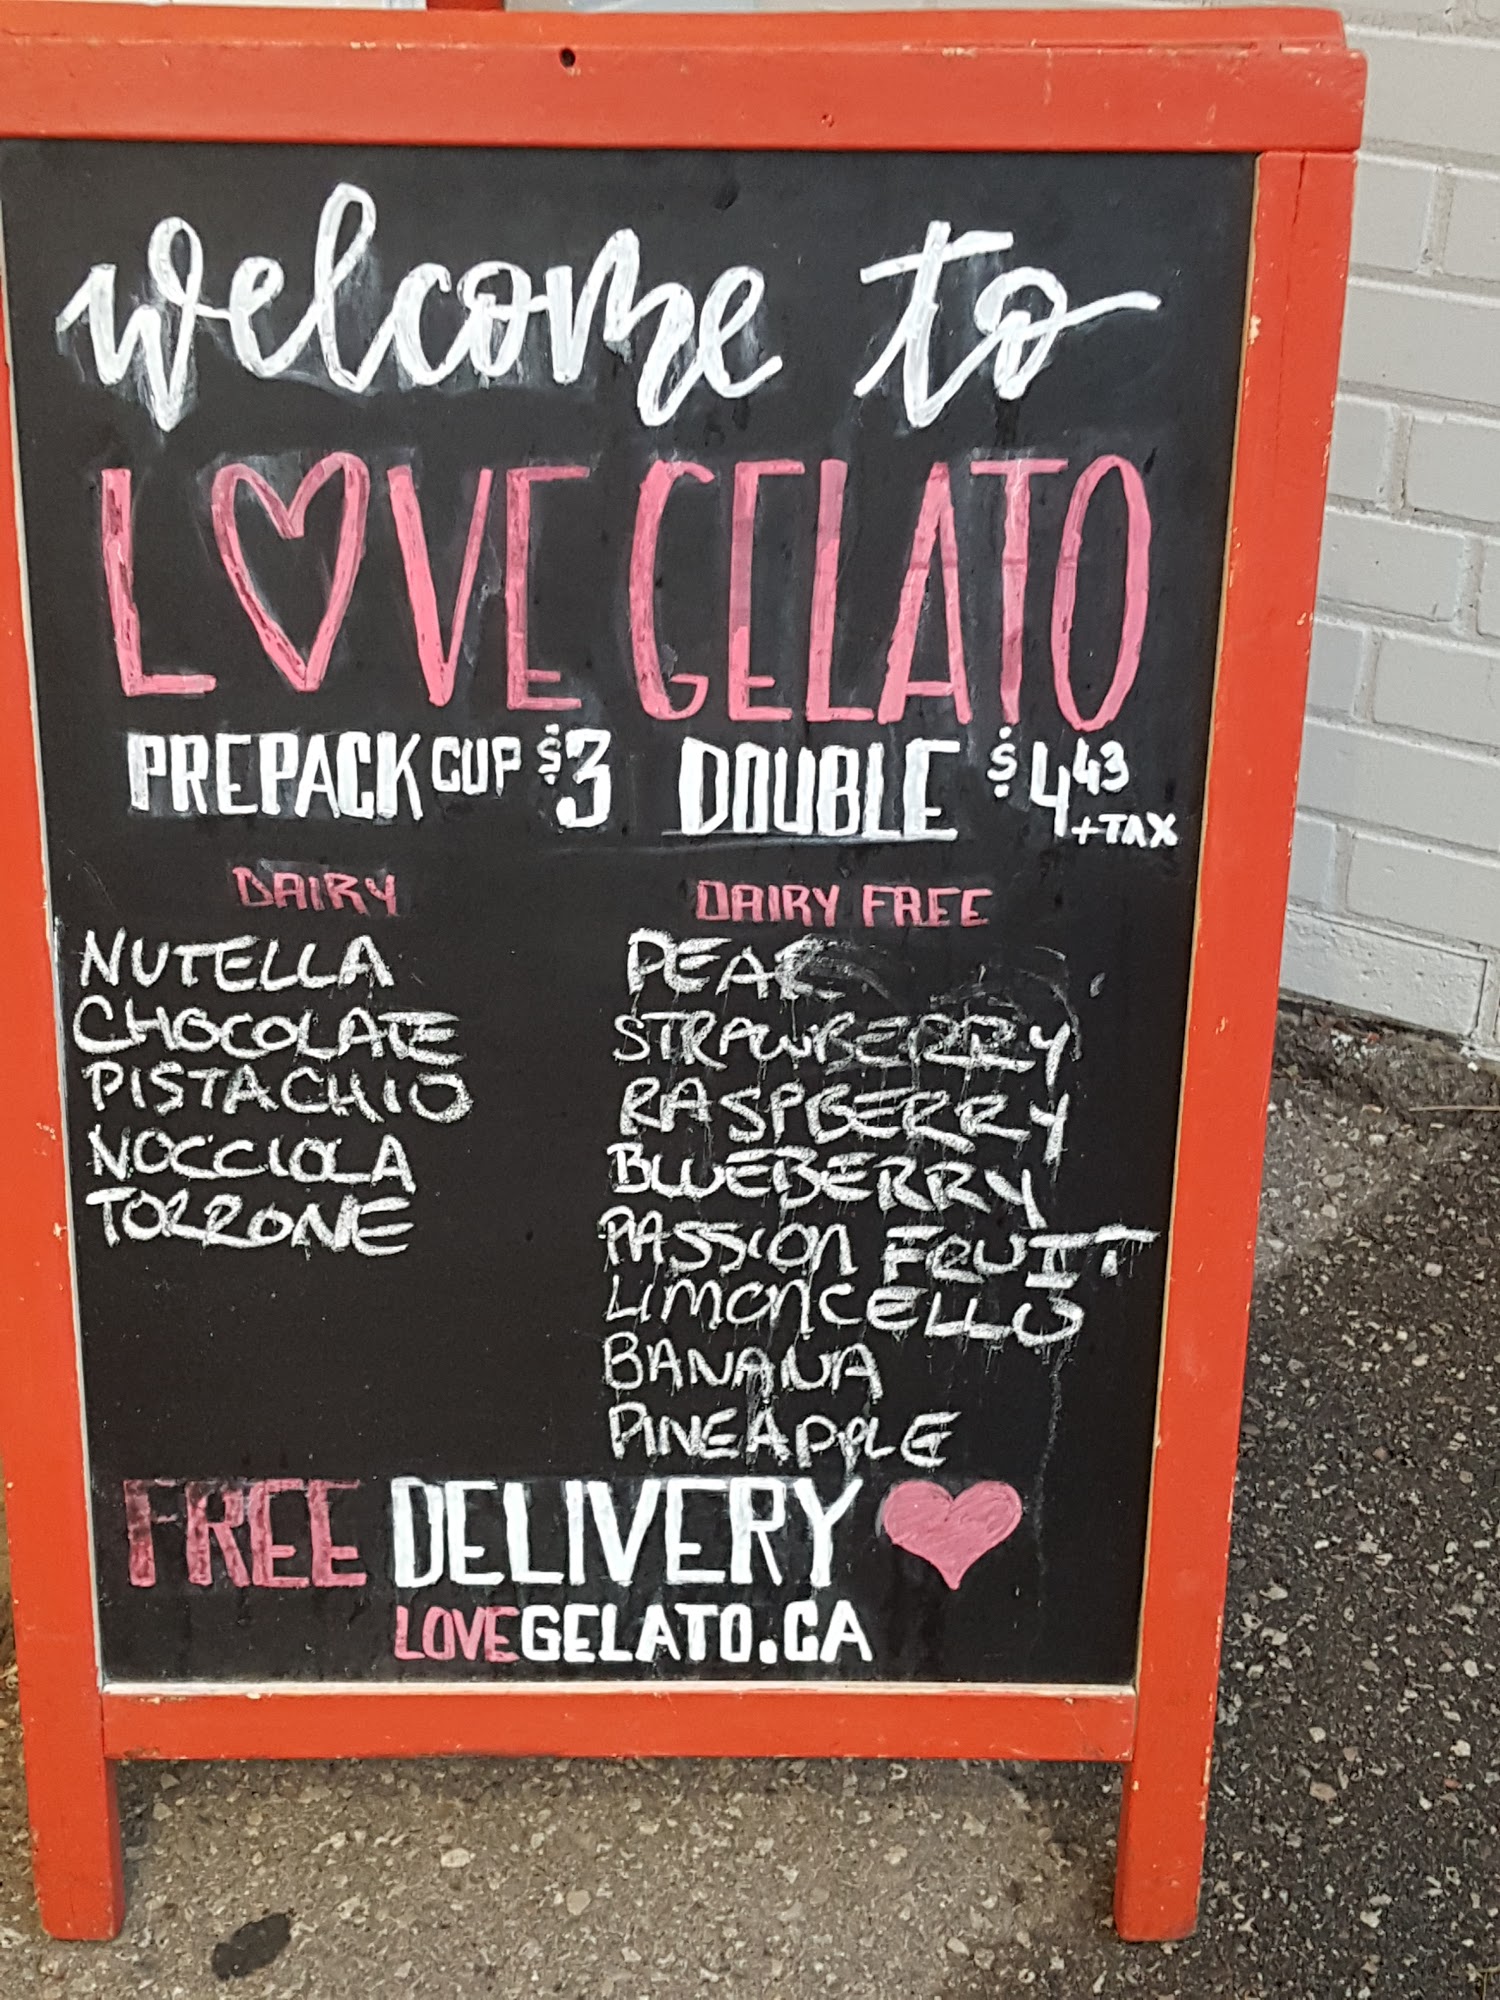 welcome to
LOVE GELATO
PREPACK CUP $3 DOUBLE $4.43 +TAX
DAIRY
NUTELLA
CHOCOLATE
PISTACHIO
NOCCIOLA
TORRONE
DAIRY FREE
PEAR
STRAWBERRY
RASPBERRY
BLUEBERRY
PASSION FRUIT
LIMONCELLO
BANANA
PINEAPPLE
FREE DELIVERY
LOVEGELATO.CA